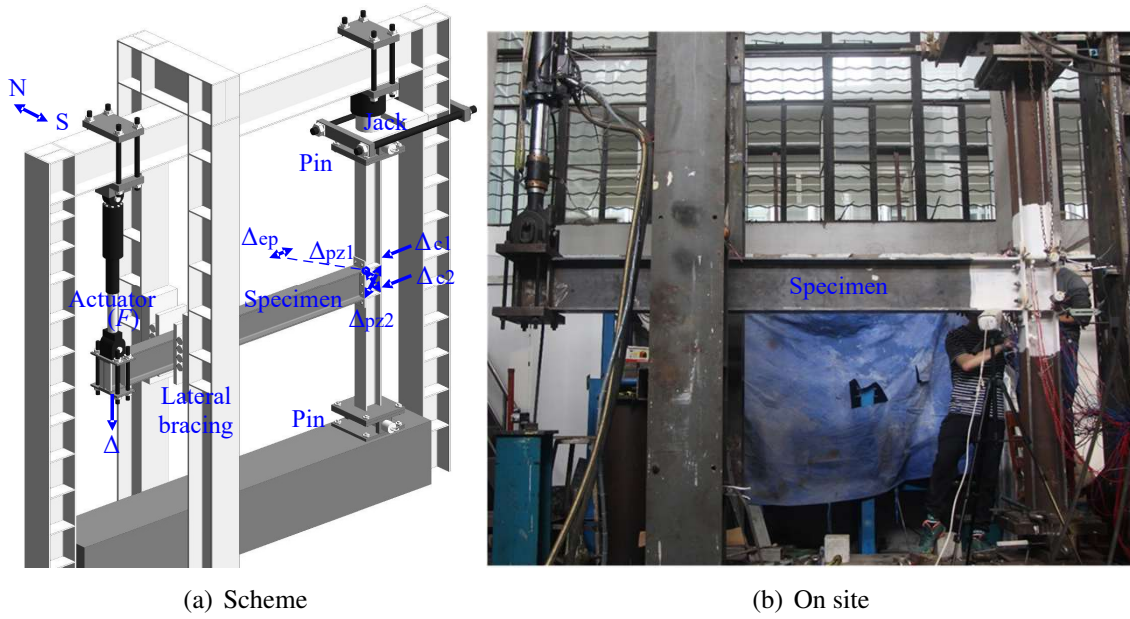 N
S
Jack
Pin
Δep
Δpz1
Δc1
Δc2
Actuator
(F)
Specimen
Δpz2
Lateral
bracing
Pin
Δ
Specimen
(a) Scheme
(b) On site